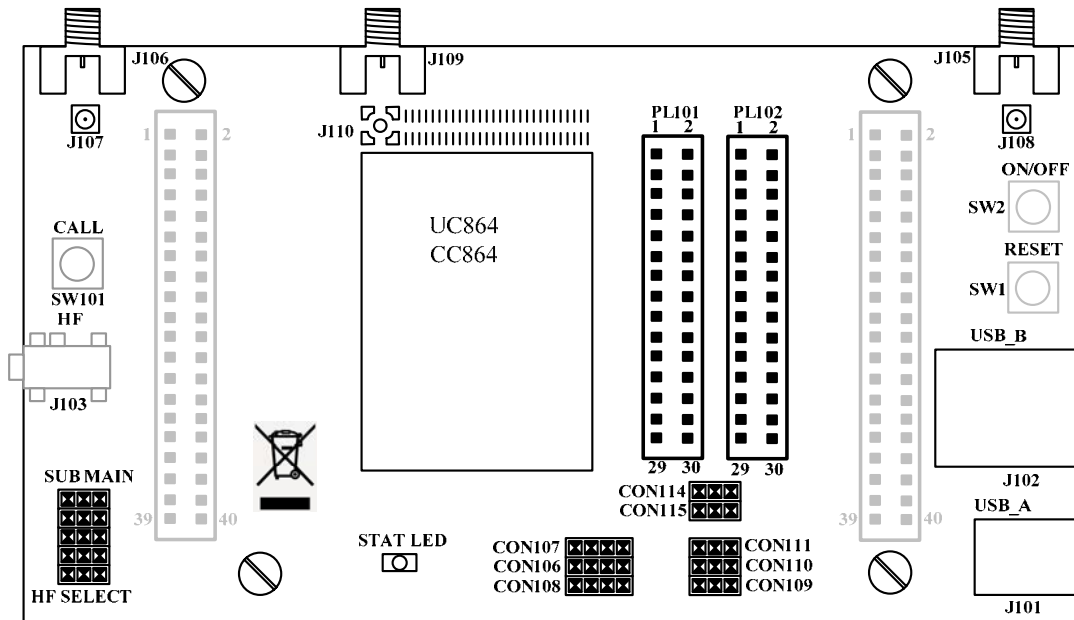 J106
J109
J105
J107
J110
J108
1
2
PL101
1 2
PL102
1 2
1
2
UC864
CC864
ON/OFF
SW2
RESET
SW1
CALL
SW101
HF
J103
USB_B
J102
29 30
29 30
SUB MAIN
HF SELECT
39
40
CON114
CON115
STAT LED
CON107
CON106
CON108
CON111
CON110
CON109
39
40
USB_A
J101